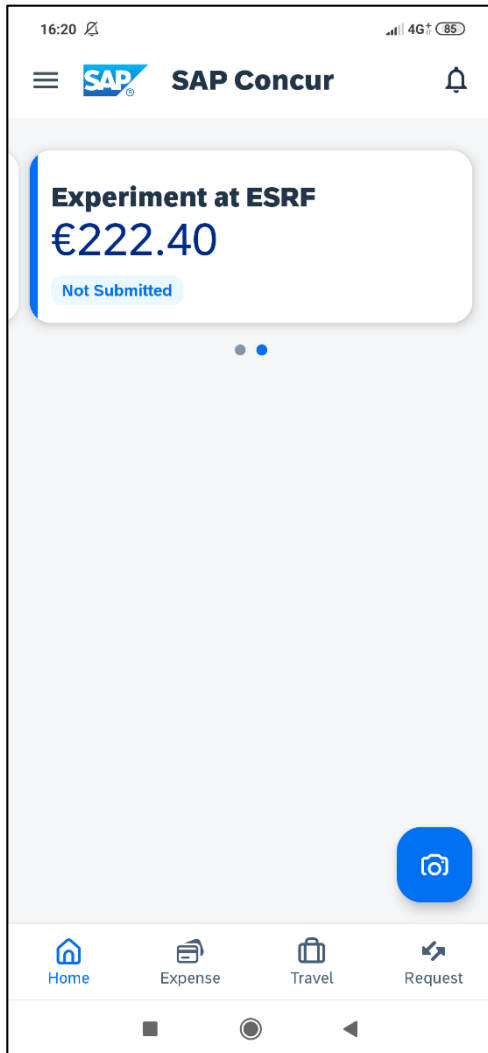 16:20 4G+ 85
SAP® SAP Concur
Experiment at ESRF
€222.40
Not Submitted
Home Expense Travel Request